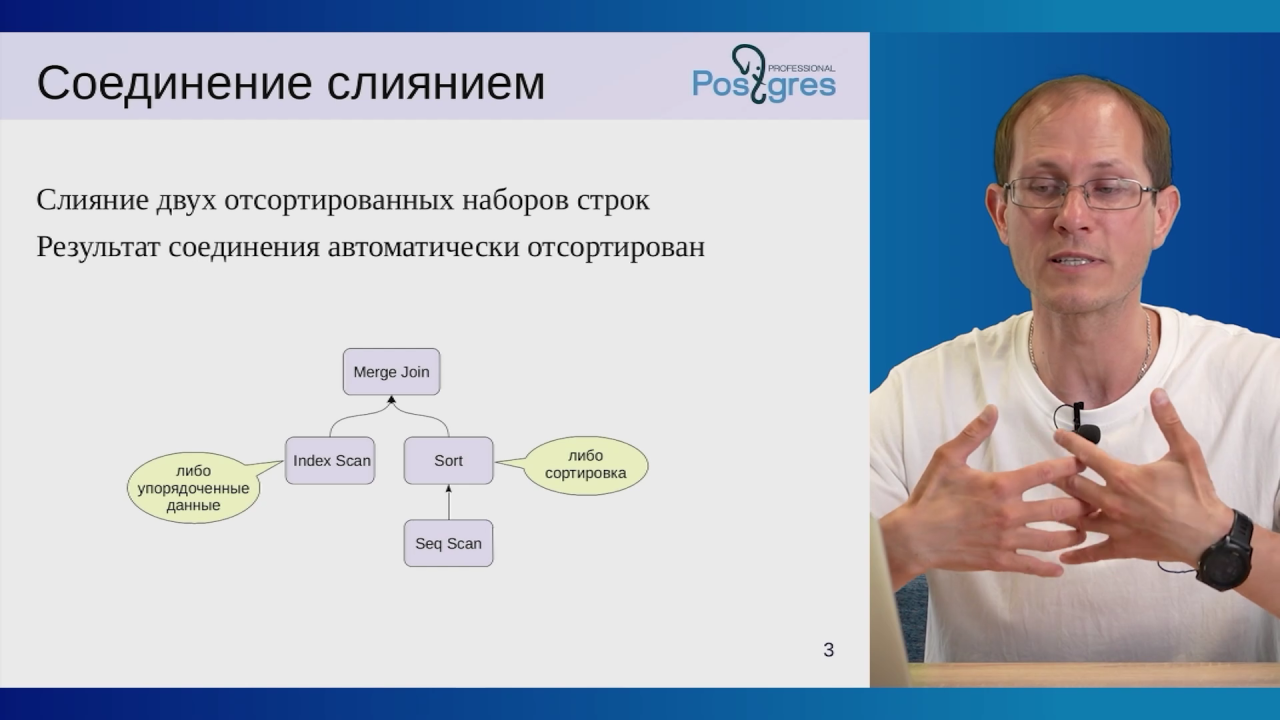 Соединение слиянием
PROFESSIONAL
Postgres
Слияние двух отсортированных наборов строк
Результат соединения автоматически отсортирован
Merge Join
Index Scan
Sort
либо
упорядоченные
данные
либо
сортировка
Seq Scan
3